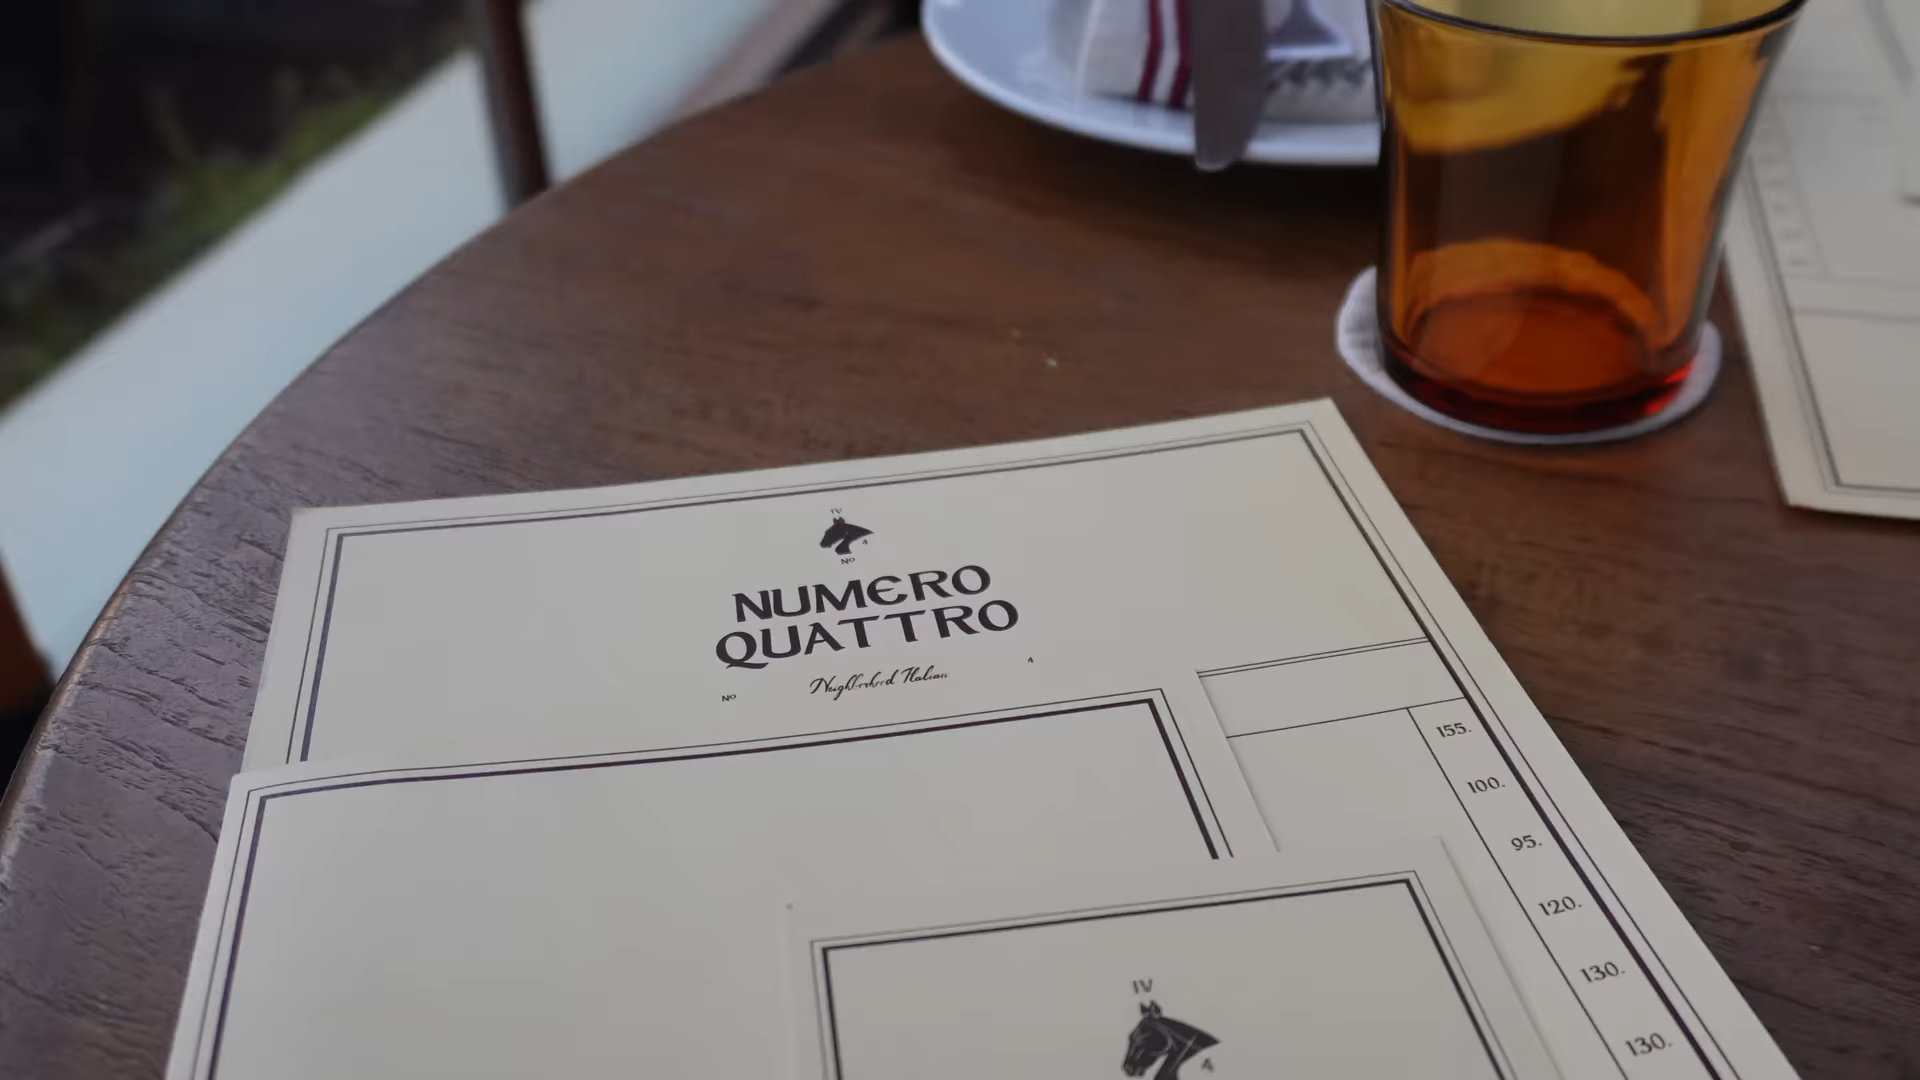 IV
4
Nº
NUMERO
QUATTRO
Nº Neighborhood Italian 4
155.
100.
95.
120.
130.
130.
IV
4